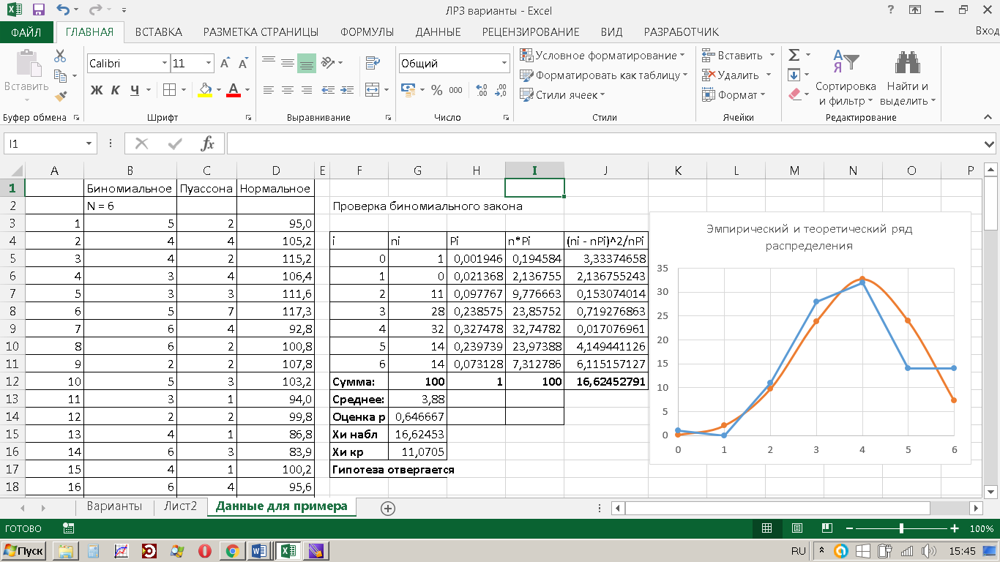 ЛР3 варианты - Excel
ФАЙЛ ГЛАВНАЯ ВСТАВКА РАЗМЕТКА СТРАНИЦЫ ФОРМУЛЫ ДАННЫЕ РЕЦЕНЗИРОВАНИЕ ВИД РАЗРАБОТЧИК Вход
Вставить
Calibri 11
Ж К Ч
Общий
% 000
Условное форматирование
Форматировать как таблицу
Стили ячеек
Вставить
Удалить
Формат
Сортировка и фильтр
Найти и выделить
Буфер обмена Шрифт Выравнивание Число Стили Ячейки Редактирование
I1
A B C D E F G H I J K L M N O P
1 Биномиальное Пуассона Нормальное
2 N = 6 Проверка биномиального закона
3 1 5 2 95,0
4 2 4 4 105,2 i ni Pi n*Pi (ni - nPi)^2/nPi
5 3 4 2 115,2 0 1 0,001946 0,194584 3,33374658
6 4 3 4 106,4 1 0 0,021368 2,136755 2,136755243
7 5 3 3 111,6 2 11 0,097767 9,776663 0,153074014
8 6 5 7 117,3 3 28 0,238575 23,85752 0,719276863
9 7 6 4 92,8 4 32 0,327478 32,74782 0,017076961
10 8 6 2 100,8 5 14 0,239739 23,97388 4,149441126
11 9 2 2 107,8 6 14 0,073128 7,312786 6,115157127
12 10 5 3 103,2 Сумма: 100 1 100 16,62452791
13 11 3 1 94,0 Среднее: 3,88
14 12 2 2 99,8 Оценка р 0,646667
15 13 4 1 86,8 Хи набл 16,62453
16 14 6 3 83,9 Хи кр 11,0705
17 15 4 1 100,2 Гипотеза отвергается
18 16 6 4 95,6
Эмпирический и теоретический ряд
распределения
35
30
25
20
15
10
5
0
0 1 2 3 4 5 6
Варианты Лист2 Данные для примера
ГОТОВО 100%
Пуск RU 15:45